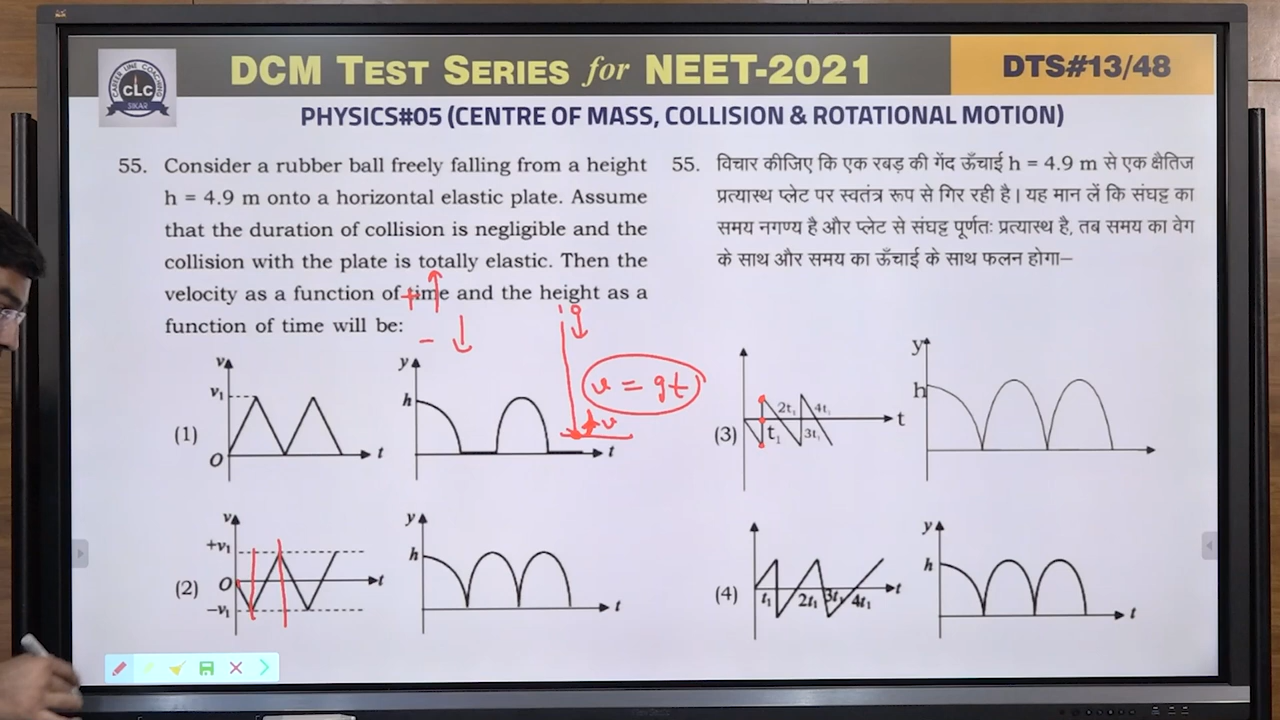 DCM TEST SERIES for NEET-2021
DTS#13/48
CAREER LINE COACHING
CLC
SIKAR
PHYSICS#05 (CENTRE OF MASS, COLLISION & ROTATIONAL MOTION)
55. Consider a rubber ball freely falling from a height
h = 4.9 m onto a horizontal elastic plate. Assume
that the duration of collision is negligible and the
collision with the plate is totally elastic. Then the
velocity as a function of time and the height as a
function of time will be:
55. विचार कीजिए कि एक रबड़ की गेंद ऊँचाई h = 4.9 m से एक क्षैतिज
प्रत्यास्थ प्लेट पर स्वतंत्र रूप से गिर रही है। यह मान लें कि संघट्ट का
समय नगण्य है और प्लेट से संघट्ट पूर्णतः प्रत्यास्थ है, तब समय का वेग
के साथ और समय का ऊँचाई के साथ फलन होगा–
+
-
g
v = gt
+v
(1)
v
v₁
O
t
y
h
t
(2)
v
+v₁
O
-v₁
t
y
h
t
(3)
t₁
2t₁
3t₁
4t₁
t
y
h
(4)
t₁
2t₁
3t₁
4t₁
t
y
h
t